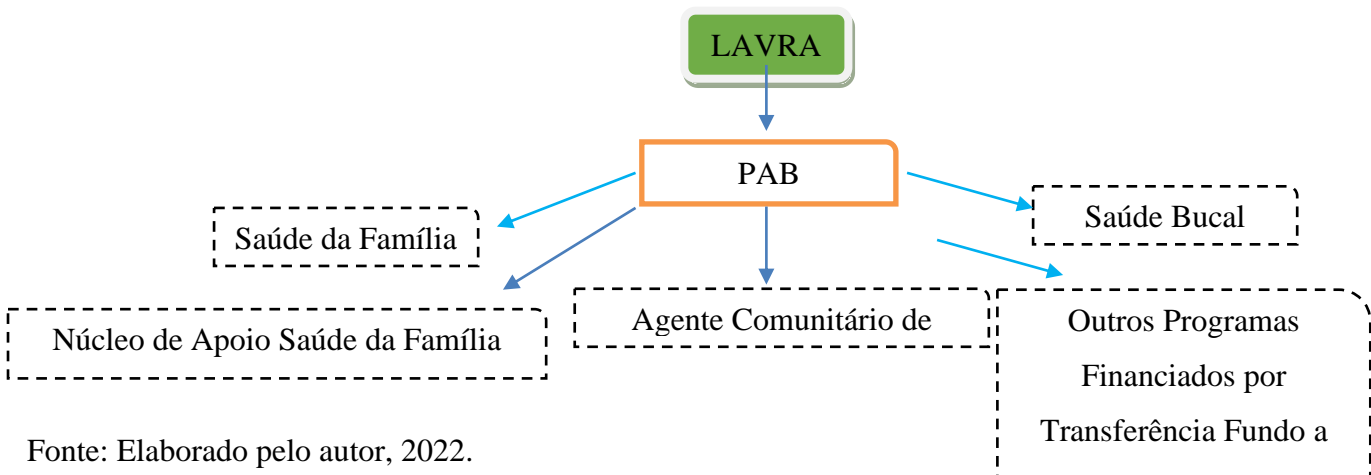 LAVRA
PAB
Saúde da Família
Saúde Bucal
Núcleo de Apoio Saúde da Família
Agente Comunitário de
Outros Programas
Financiados por
Transferência Fundo a
Fonte: Elaborado pelo autor, 2022.